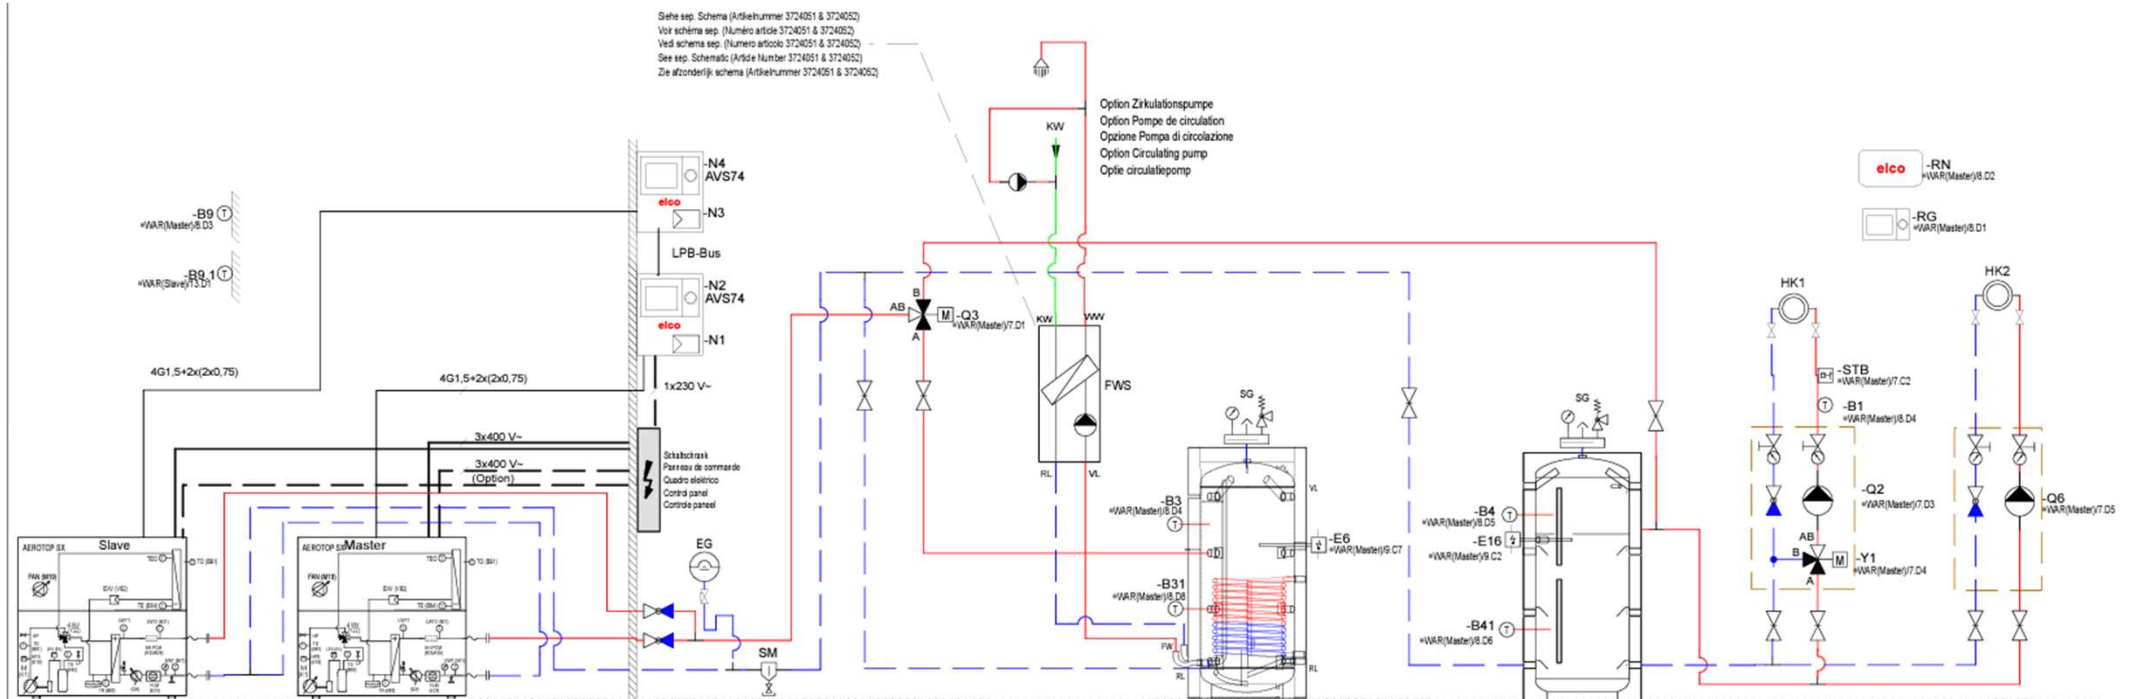 Siehe sep. Schema (Artikelnummer 3724051 & 3724052)
Voir schèma sep. (Numéro article 3724051 & 3724052)
Vedi schema sep. (Numero articolo 3724051 & 3724052)
See sep. Schematic (Article Number 3724051 & 3724052)
Zie afzonderlijk schema (Artikelnummer 3724051 & 3724052)
Option Zirkulationspumpe
Option Pompe de circulation
Opzione Pompa di circolazione
Option Circulating pump
Optie circulatiepomp
KW
-N4
AVS74
elco
-N3
LPB-Bus
-N2
AVS74
elco
-N1
-B9
=WAR(Master)/8.D3
-B9.1
=WAR(Slave)/13.D1
4G1,5+2x(2x0,75)
4G1,5+2x(2x0,75)
1x230 V~
3x400 V~
3x400 V~
(Option)
Schaltschrank
Panneau de commande
Quadro elektrico
Control panel
Controle paneel
AEROTOP SX
Slave
FAN (M19)
AEROTOP SX
Master
FAN (M18)
EG
SM
B
AB
M
-Q3
=WAR(Master)/7.D1
A
KW
WW
FWS
RL
VL
SG
-B3
=WAR(Master)/8.D4
-B31
=WAR(Master)/8.D8
VL
-E6
=WAR(Master)/9.C7
FW
RL
RL
SG
-B4
=WAR(Master)/8.D5
-E16
=WAR(Master)/9.C2
-B41
=WAR(Master)/8.D6
elco
-RN
=WAR(Master)/8.D2
-RG
=WAR(Master)/8.D1
HK1
HK2
-STB
=WAR(Master)/7.C2
-B1
=WAR(Master)/8.D4
-Q2
=WAR(Master)/7.D3
AB
B
M
-Y1
=WAR(Master)/7.D4
A
-Q6
=WAR(Master)/7.D5